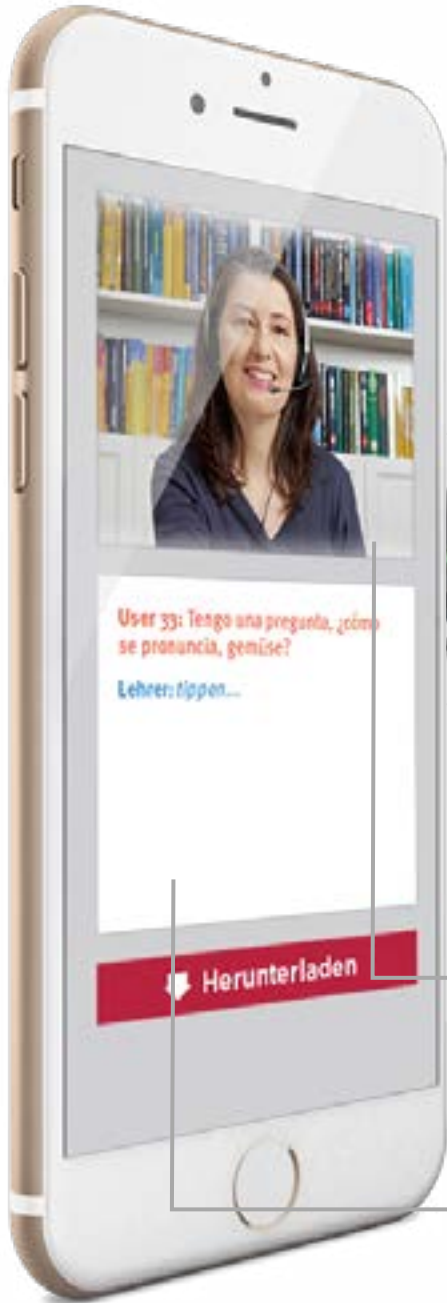 User 33: Tengo una pregunta, ¿cómo
se pronuncia, gemüse?
Lehrer: tippen...
Herunterladen